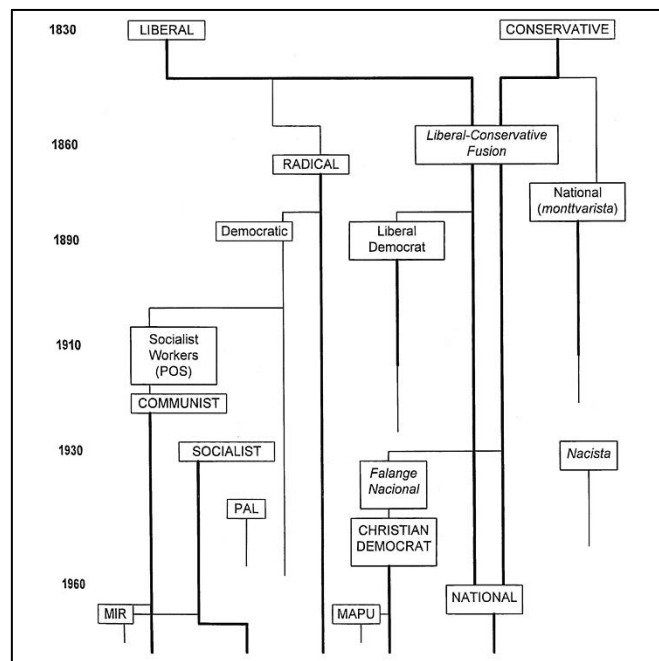 1830
LIBERAL
CONSERVATIVE
1860
Liberal-Conservative
Fusion
RADICAL
National
(monttvarista)
Democratic
1890
Liberal
Democrat
1910
Socialist
Workers
(POS)
COMMUNIST
1930
SOCIALIST
Nacista
Falange
Nacional
PAL
CHRISTIAN
DEMOCRAT
1960
NATIONAL
MIR
MAPU